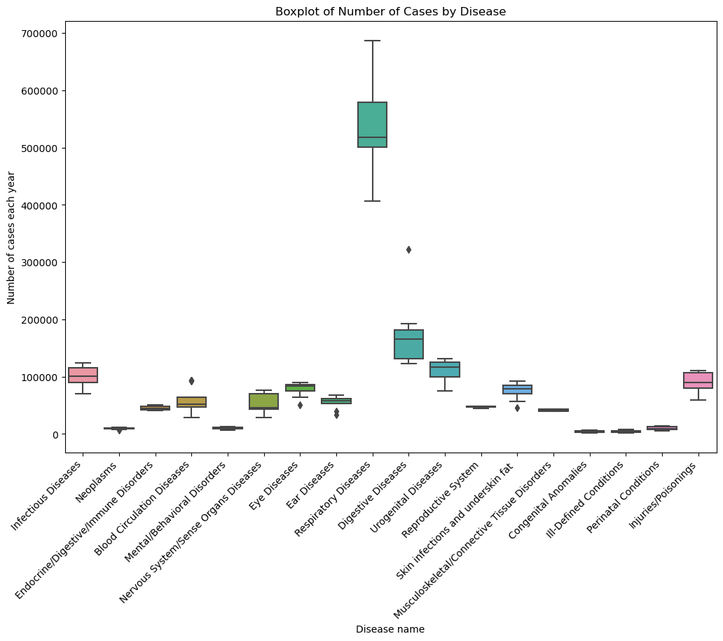 Boxplot of Number of Cases by Disease
Number of cases each year
700000
600000
500000
400000
300000
200000
100000
0
Infectious Diseases
Neoplasms
Endocrine/Digestive/Immune Disorders
Blood Circulation Diseases
Mental/Behavioral Disorders
Nervous System/Sense Organs Diseases
Eye Diseases
Ear Diseases
Respiratory Diseases
Digestive Diseases
Urogenital Diseases
Reproductive System
Skin infections and underskin fat
Musculoskeletal/Connective Tissue Disorders
Congenital Anomalies
Ill-Defined Conditions
Perinatal Conditions
Injuries/Poisonings
Disease name